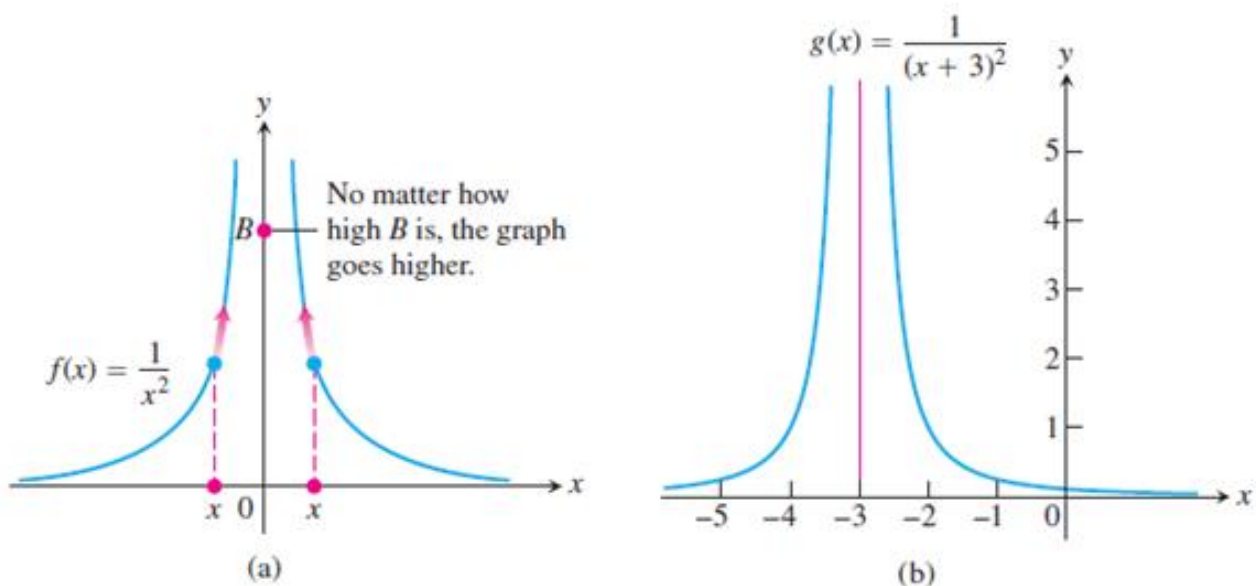 y
No matter how
B
high B is, the graph
goes higher.
f(x) = 1/x²
x 0 x
x
(a)
g(x) = 1/(x + 3)²
y
5
4
3
2
1
–5 –4 –3 –2 –1 0
x
(b)